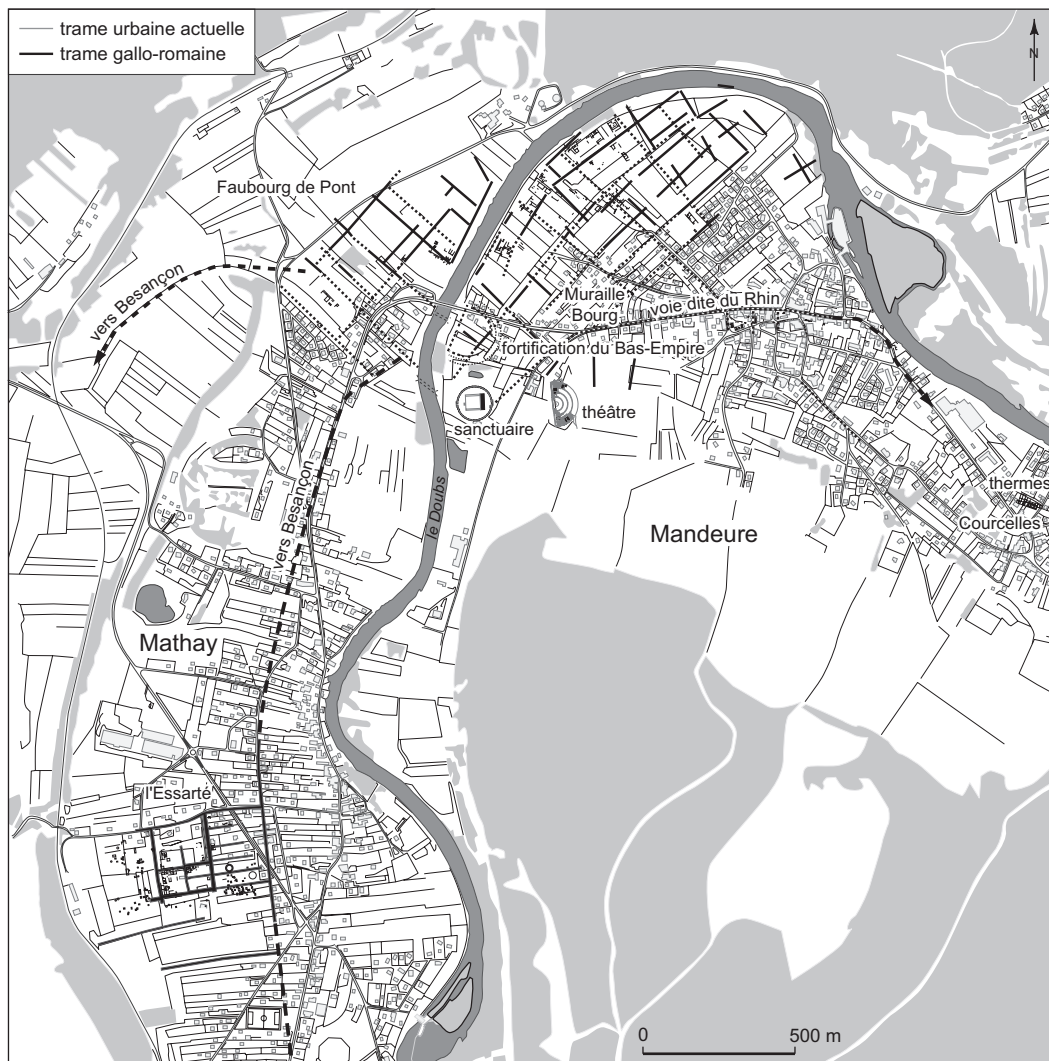 trame urbaine actuelle
trame gallo-romaine
N
Faubourg de Pont
vers Besançon
Muraille
Bourg
voie dite du Rhin
fortification du Bas-Empire
théâtre
sanctuaire
vers Besançon
le Doubs
thermes
Courcelles
Mandeure
Mathay
l'Essarté
0 500 m